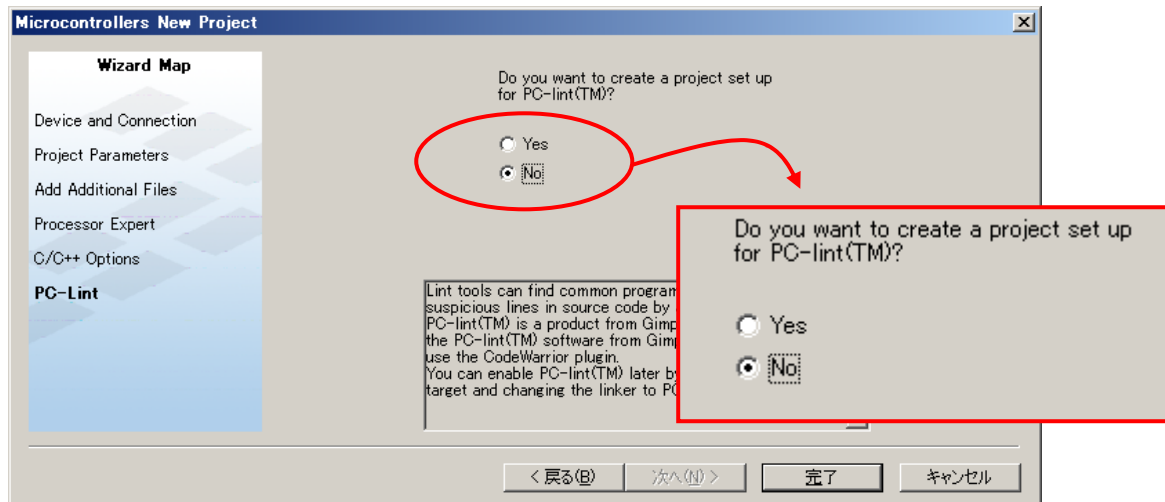 Microcontrollers New Project
Wizard Map
Device and Connection
Project Parameters
Add Additional Files
Processor Expert
C/C++ Options
PC-Lint
Do you want to create a project set up
for PC-lint(TM)?
Yes
No
Lint tools can find common program
suspicious lines in source code by
PC-lint(TM) is a product from Gimp
the PC-lint(TM) software from Gim
use the CodeWarrior plugin.
You can enable PC-lint(TM) later by
target and changing the linker to PC
Do you want to create a project set up
for PC-lint(TM)?
Yes
No
< 戻る(B)
次へ(N) >
完了
キャンセル